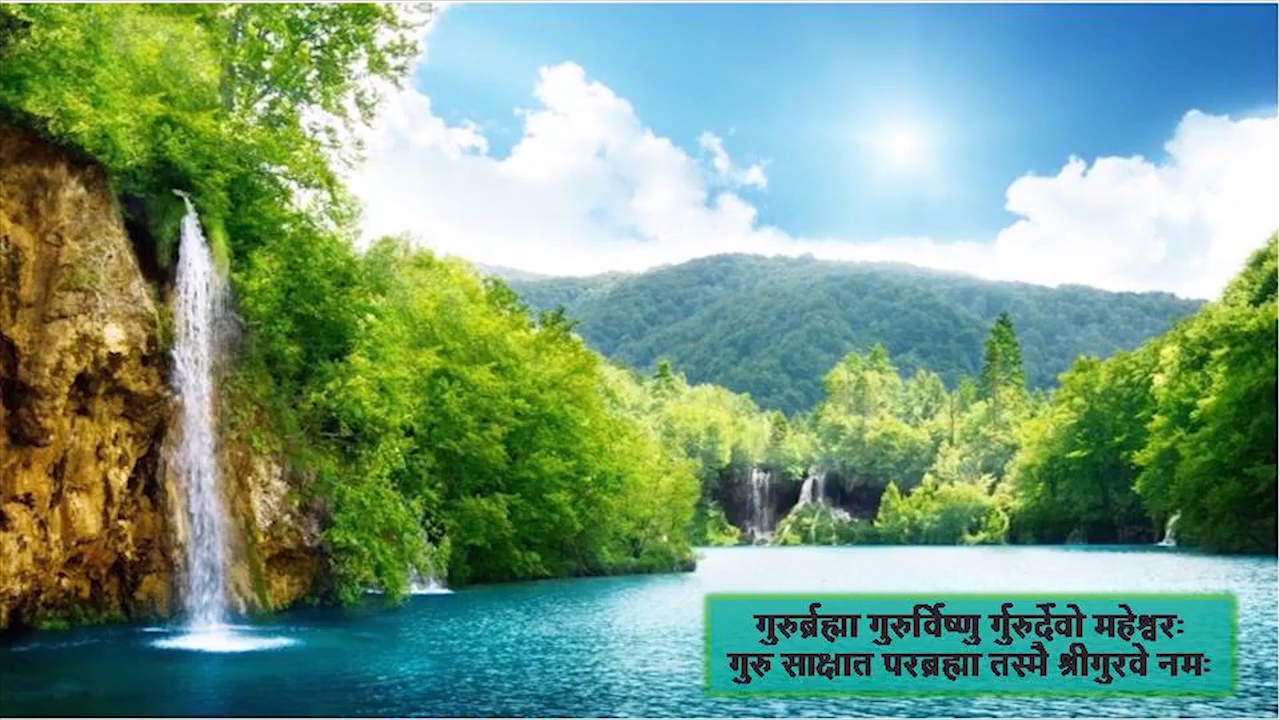 गुरुर्ब्रह्मा गुरुर्विष्णु र्गुरुर्देवो महेश्वरः
गुरु साक्षात परब्रह्मा तस्मै श्रीगुरवे नमः